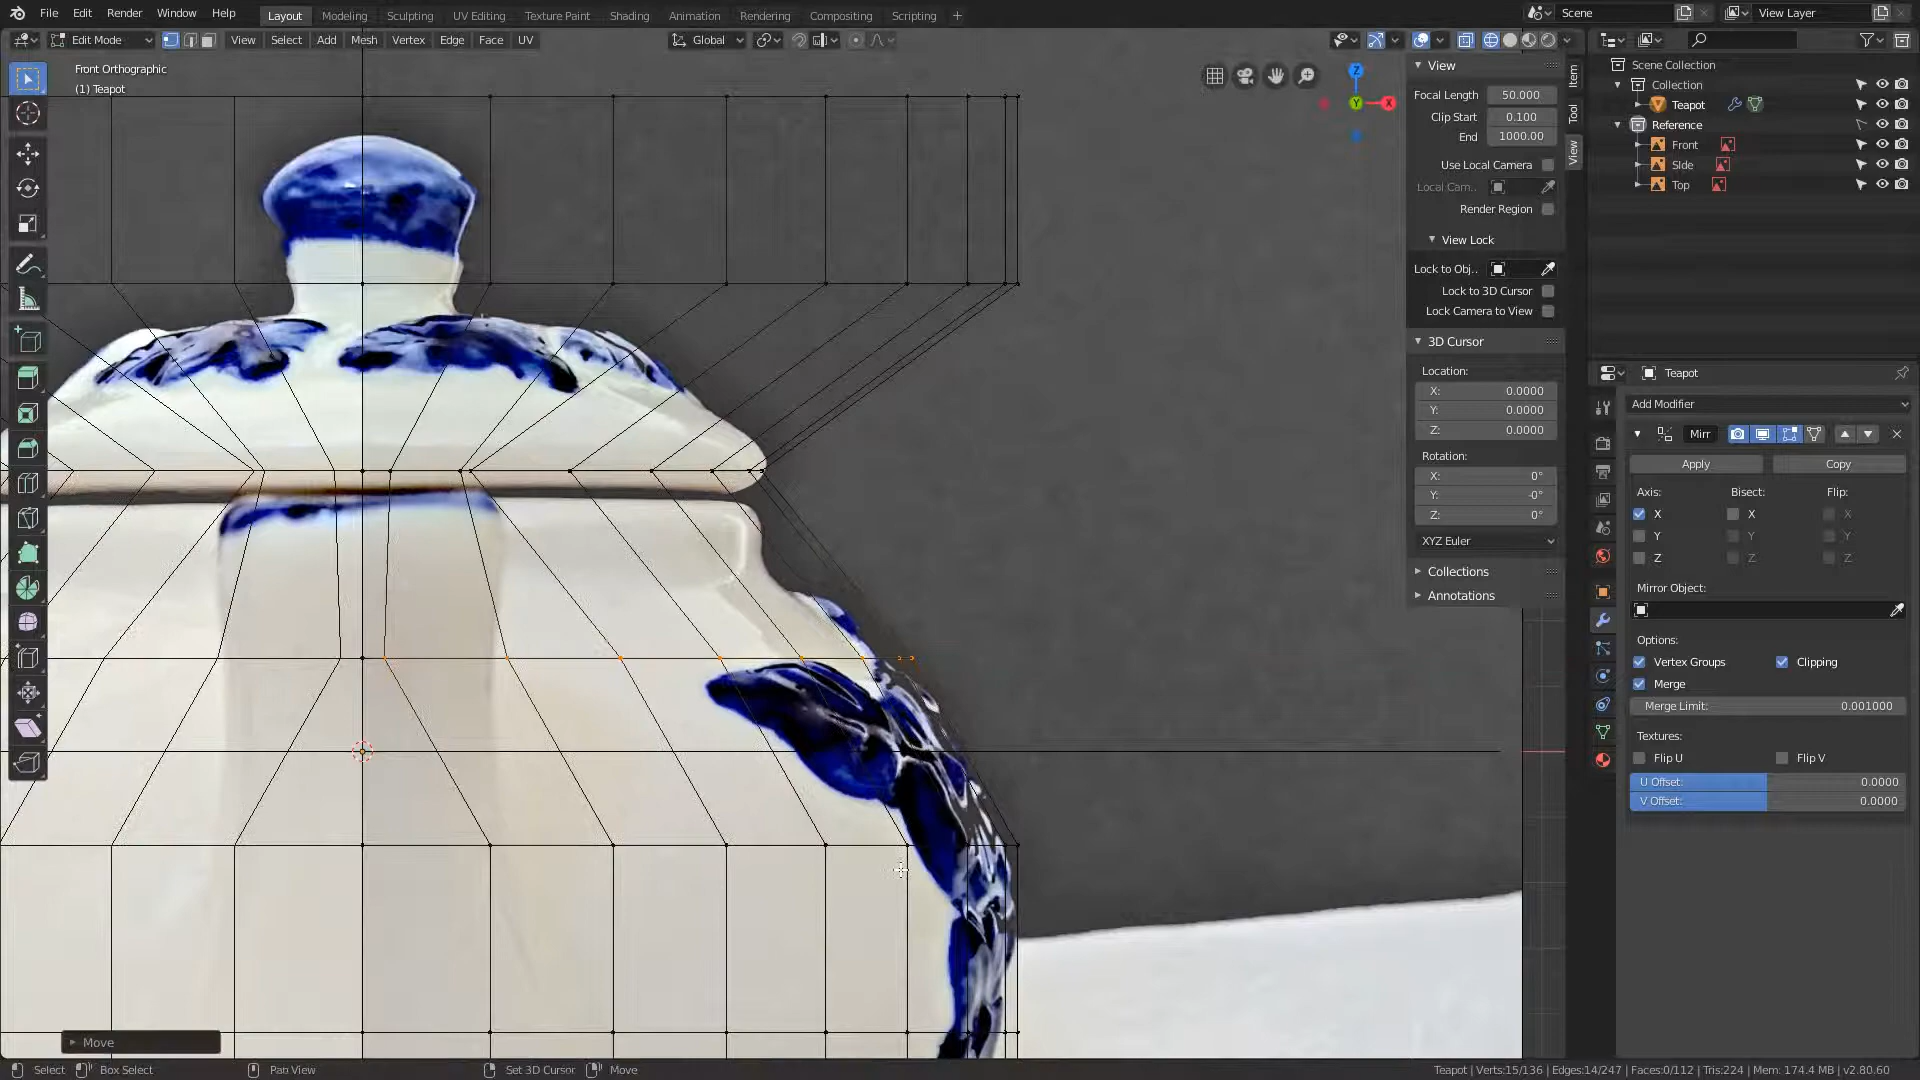 File Edit Render Window Help Layout Modeling Sculpting UV Editing Texture Paint Shading Animation Rendering Compositing Scripting + Scene View Layer
Edit Mode View Select Add Mesh Vertex Edge Face UV Global
Front Orthographic
(1) Teapot
Z
Y
X
View
Focal Length 50.000
Clip Start 0.100
End 1000.00
Use Local Camera
Local Cam..
Render Region
View Lock
Lock to Obj..
Lock to 3D Cursor
Lock Camera to View
3D Cursor
Location:
X: 0.0000
Y: 0.0000
Z: 0.0000
Rotation:
X: 0°
Y: -0°
Z: 0°
XYZ Euler
Collections
Annotations
Item
Tool
View
Scene Collection
Collection
Teapot
Reference
Front
SIde
Top
Teapot
Add Modifier
Mirr
Apply Copy
Axis: Bisect: Flip:
X X X
Y Y Y
Z Z Z
Mirror Object:
Options:
Vertex Groups Clipping
Merge
Merge Limit: 0.001000
Textures:
Flip U Flip V
U Offset: 0.0000
V Offset: 0.0000
Move
Select Box Select Pan View Set 3D Cursor Move Teapot | Verts:15/136 | Edges:14/247 | Faces:0/112 | Tris:224 | Mem: 174.4 MB | v2.80.60